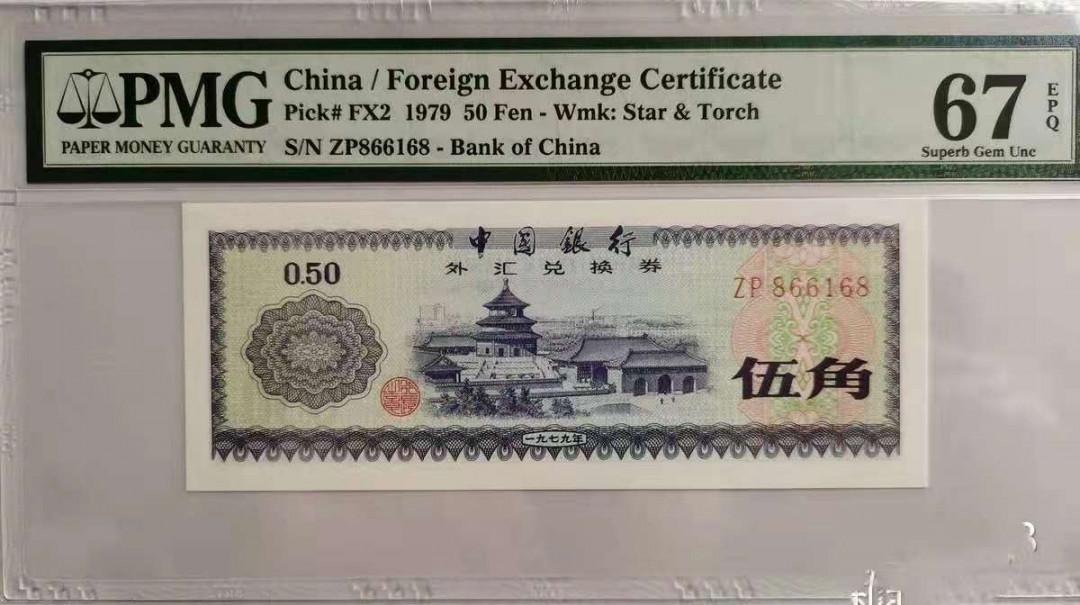 PMG
PAPER MONEY GUARANTY
China / Foreign Exchange Certificate
Pick# FX2 1979 50 Fen - Wmk: Star & Torch
S/N ZP866168 - Bank of China
67
EPQ
Superb Gem Unc
中国銀行
外汇兑换券
0.50
ZP 866168
伍角
一九七九年